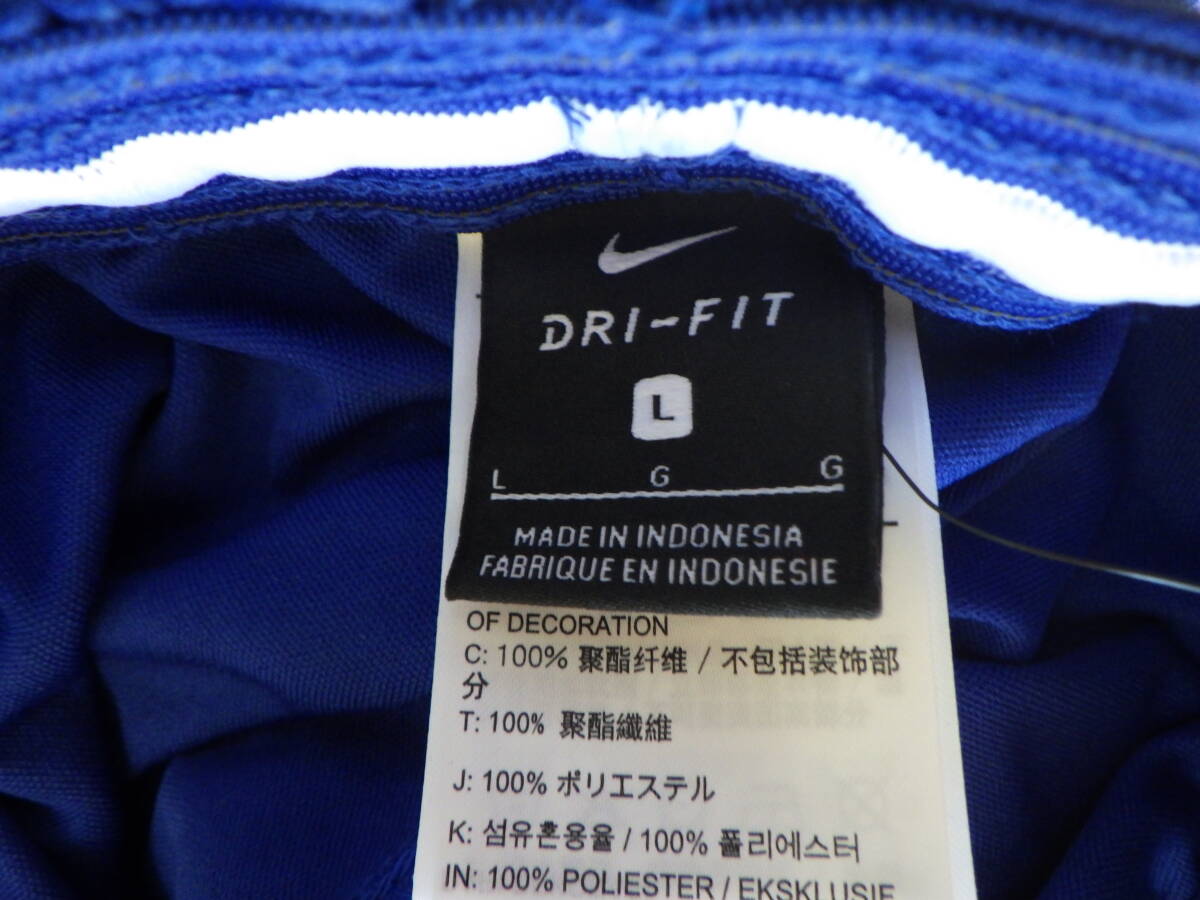 DRI-FIT
L
L G G
MADE IN INDONESIA
FABRIQUE EN INDONESIE
OF DECORATION
C: 100% 聚酯纤维 / 不包括装饰部
分
T: 100% 聚酯纖維
J: 100% ポリエステル
K: 섬유혼용율 / 100% 폴리에스터
IN: 100% POLIESTER / EKSKLUSIF